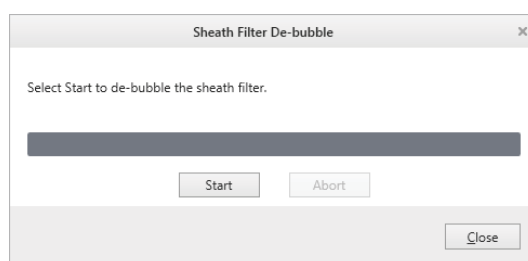 Sheath Filter De-bubble
Select Start to de-bubble the sheath filter.
Start
Abort
Close